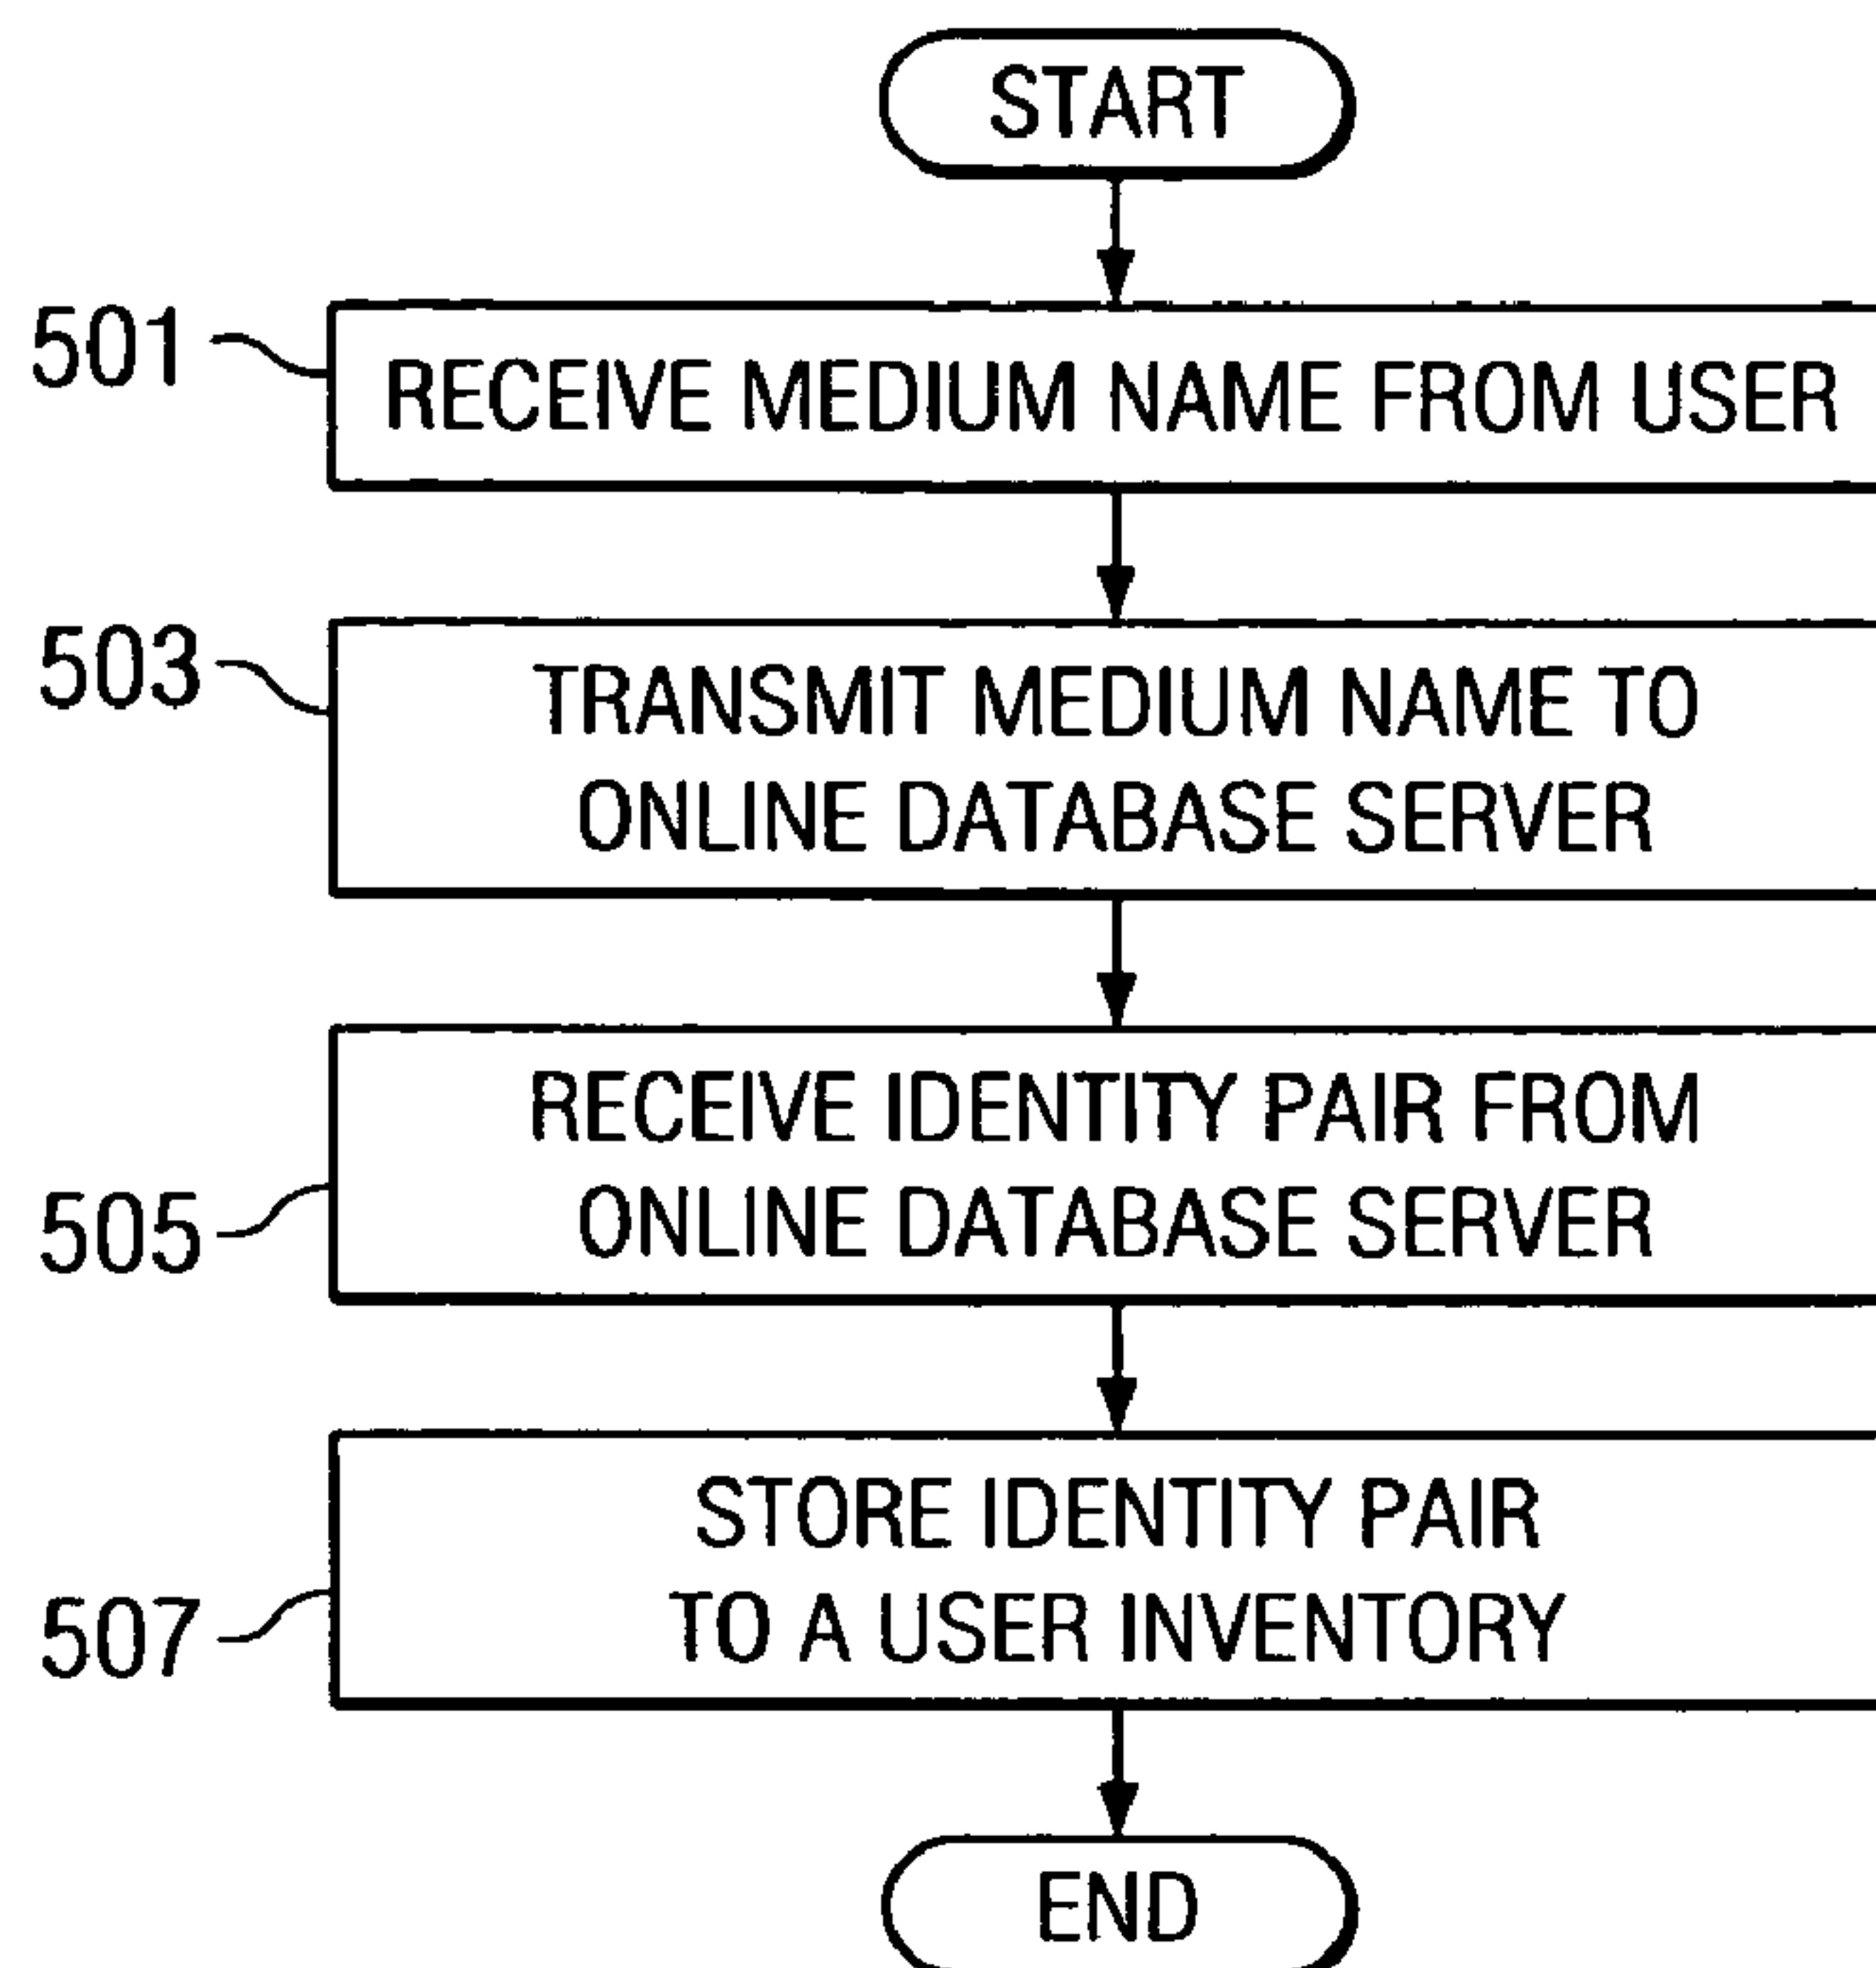 START
501
RECEIVE MEDIUM NAME FROM USER
503
TRANSMIT MEDIUM NAME TO
ONLINE DATABASE SERVER
RECEIVE IDENTITY PAIR FROM
ONLINE DATABASE SERVER
505
STORE IDENTITY PAIR
TO A USER INVENTORY
507
END